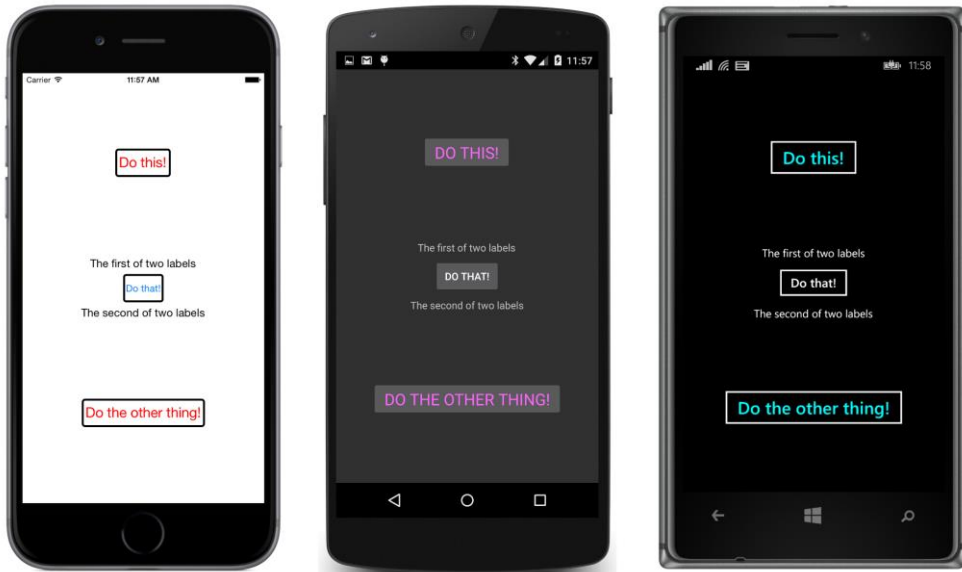 Carrier
11:57 AM
Do this!
The first of two labels
Do that!
The second of two labels
Do the other thing!
11:57
DO THIS!
The first of two labels
DO THAT!
The second of two labels
DO THE OTHER THING!
11:58
Do this!
The first of two labels
Do that!
The second of two labels
Do the other thing!